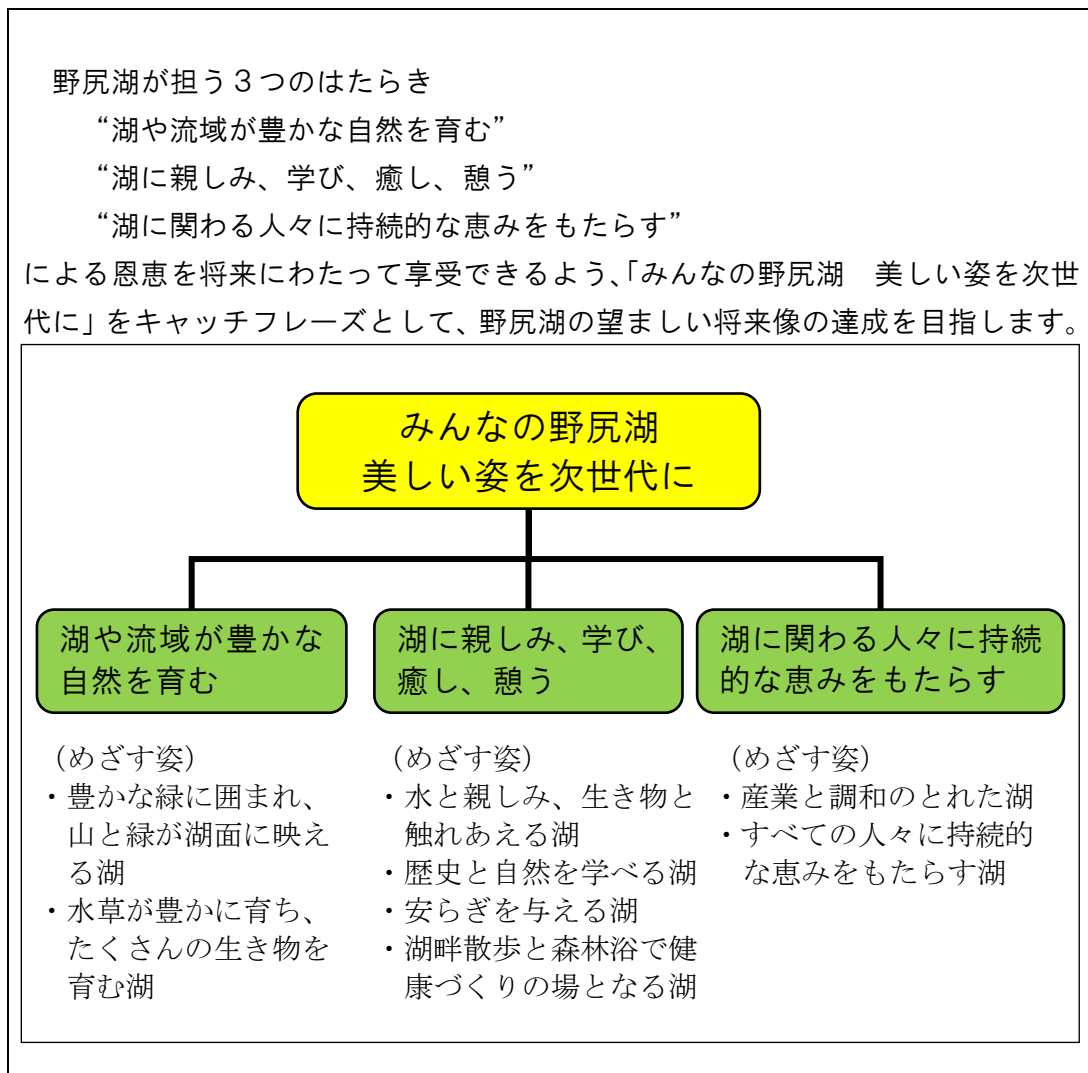 野尻湖が担う３つのはたらき
“湖や流域が豊かな自然を育む”
“湖に親しみ、学び、癒し、憩う”
“湖に関わる人々に持続的な恵みをもたらす”
による恩恵を将来にわたって享受できるよう、「みんなの野尻湖　美しい姿を次世
代に」をキャッチフレーズとして、野尻湖の望ましい将来像の達成を目指します。
みんなの野尻湖
美しい姿を次世代に
湖や流域が豊かな
自然を育む
（めざす姿）
・豊かな緑に囲まれ、
山と緑が湖面に映え
る湖
・水草が豊かに育ち、
たくさんの生き物を
育む湖
湖に親しみ、学び、
癒し、憩う
（めざす姿）
・水と親しみ、生き物と
触れあえる湖
・歴史と自然を学べる湖
・安らぎを与える湖
・湖畔散歩と森林浴で健
康づくりの場となる湖
湖に関わる人々に持続
的な恵みをもたらす
（めざす姿）
・産業と調和のとれた湖
・すべての人々に持続的
な恵みをもたらす湖